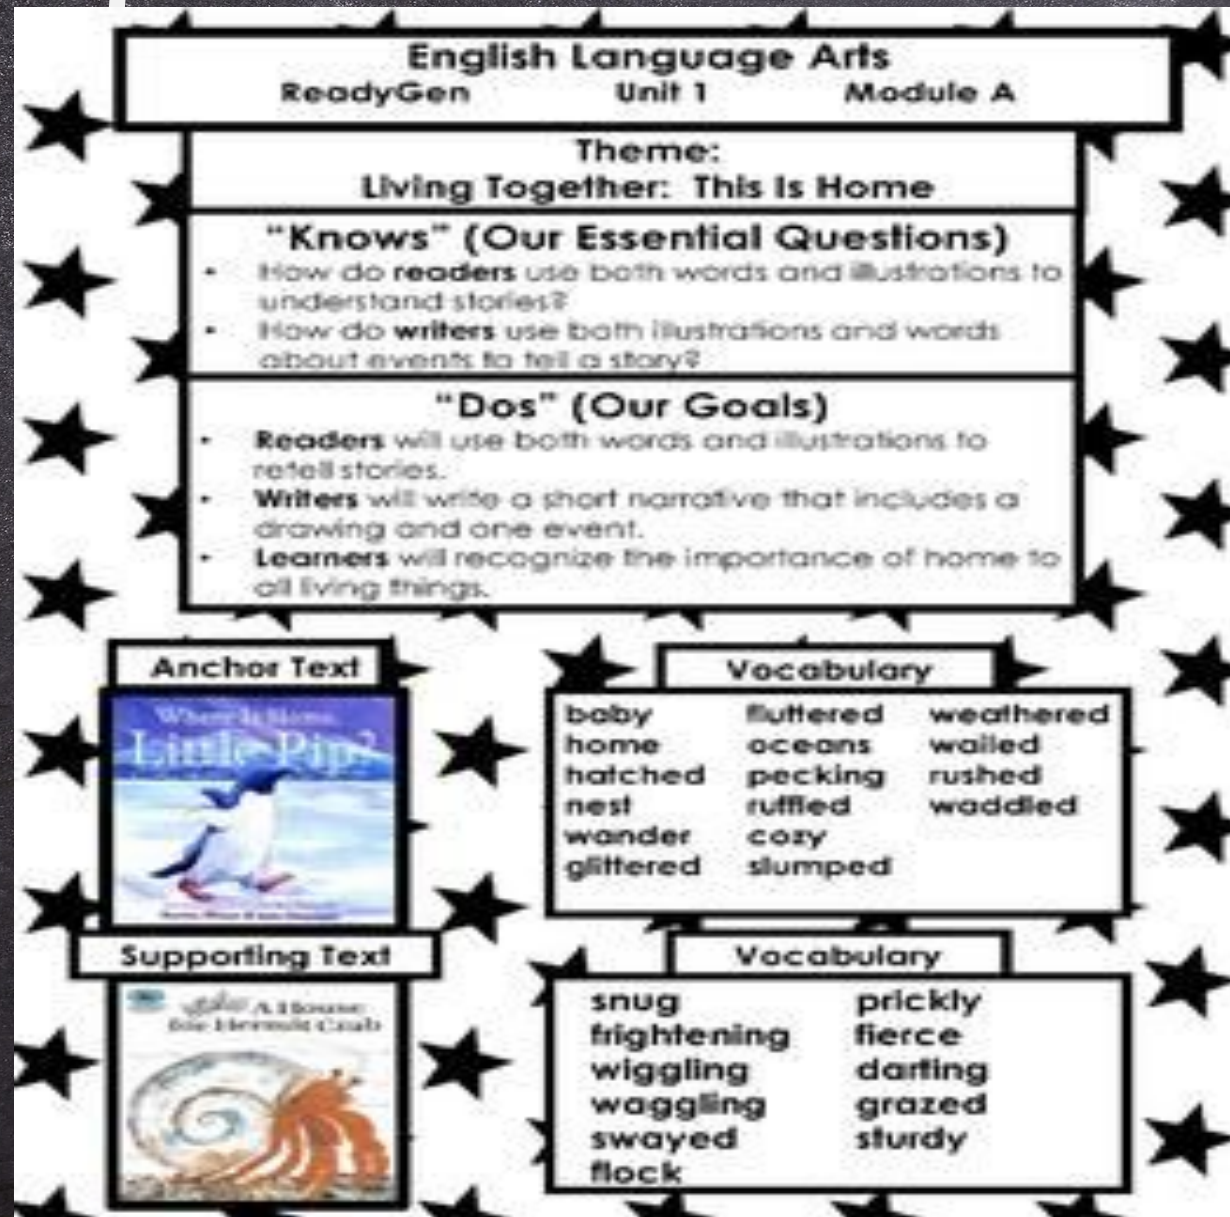 English Language Arts
ReadyGen Unit 1 Module A
Theme:
Living Together: This Is Home
“Knows” (Our Essential Questions)
• How do readers use both words and illustrations to
understand stories?
• How do writers use both illustrations and words
about events to tell a story?
“Dos” (Our Goals)
• Readers will use both words and illustrations to
retell stories.
• Writers will write a short narrative that includes a
drawing and one event.
• Learners will recognize the importance of home to
all living things.
Anchor Text
Where Is Home,
Little Pip?
Vocabulary
baby fluttered weathered
home oceans wailed
hatched pecking rushed
nest ruffled waddled
wander cozy
glittered slumped
Supporting Text
A House
for Hermit Crab
Vocabulary
snug prickly
frightening fierce
wiggling darting
waggling grazed
swayed sturdy
flock